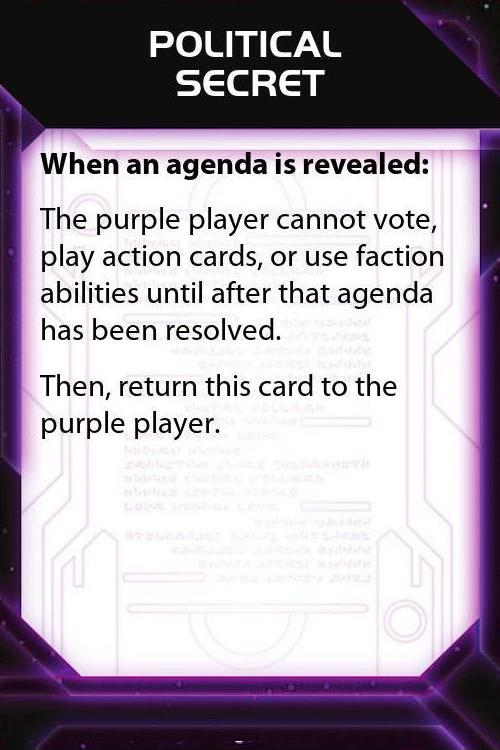 POLITICAL
SECRET
When an agenda is revealed:
The purple player cannot vote,
play action cards, or use faction
abilities until after that agenda
has been resolved.
Then, return this card to the
purple player.